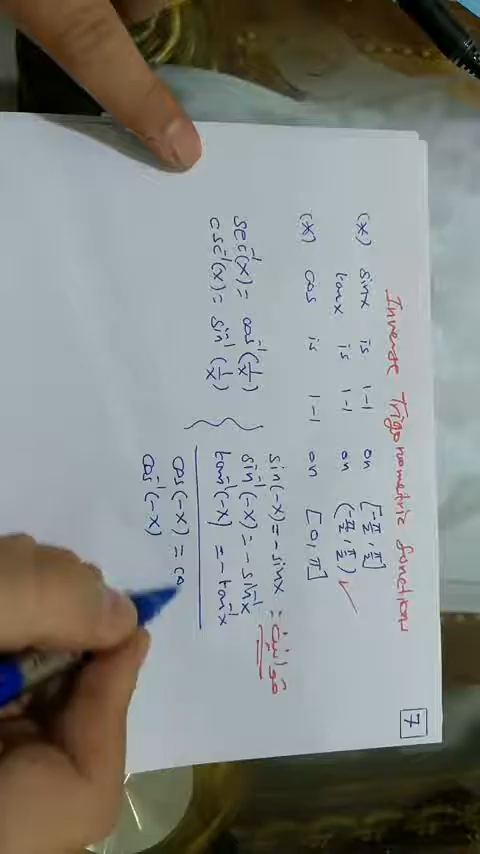 7
Inverse Trigonometric function
(*) sinx is 1-1 on [-π/2, π/2]
tanx is 1-1 on (-π/2, π/2) ✓
(*) cos is 1-1 on [0, π]
sin(-x) = -sinx =
sec⁻¹(x) = cos⁻¹(1/x)
sin⁻¹(-x) = -sin⁻¹x
csc⁻¹(x) = sin⁻¹(1/x)
tan⁻¹(-x) = -tan⁻¹x
cos(-x) = co
cos⁻¹(-x)